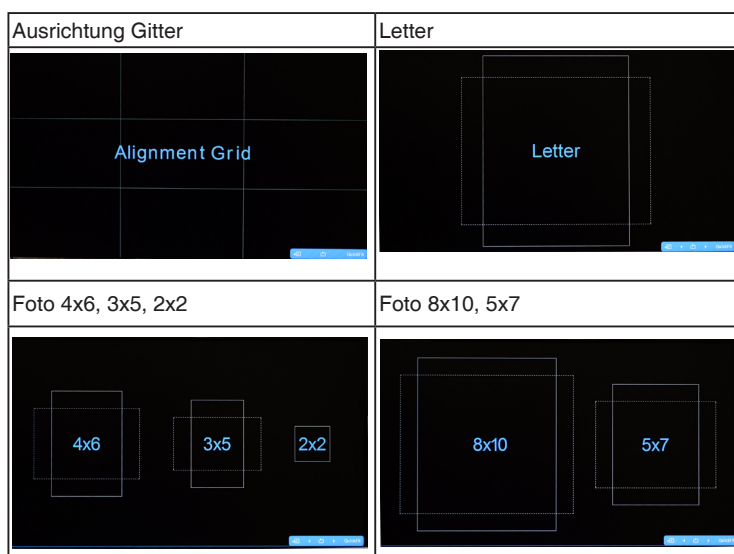 Ausrichtung Gitter
Letter
Alignment Grid
Letter
Foto 4x6, 3x5, 2x2
Foto 8x10, 5x7
4x6
3x5
2x2
8x10
5x7